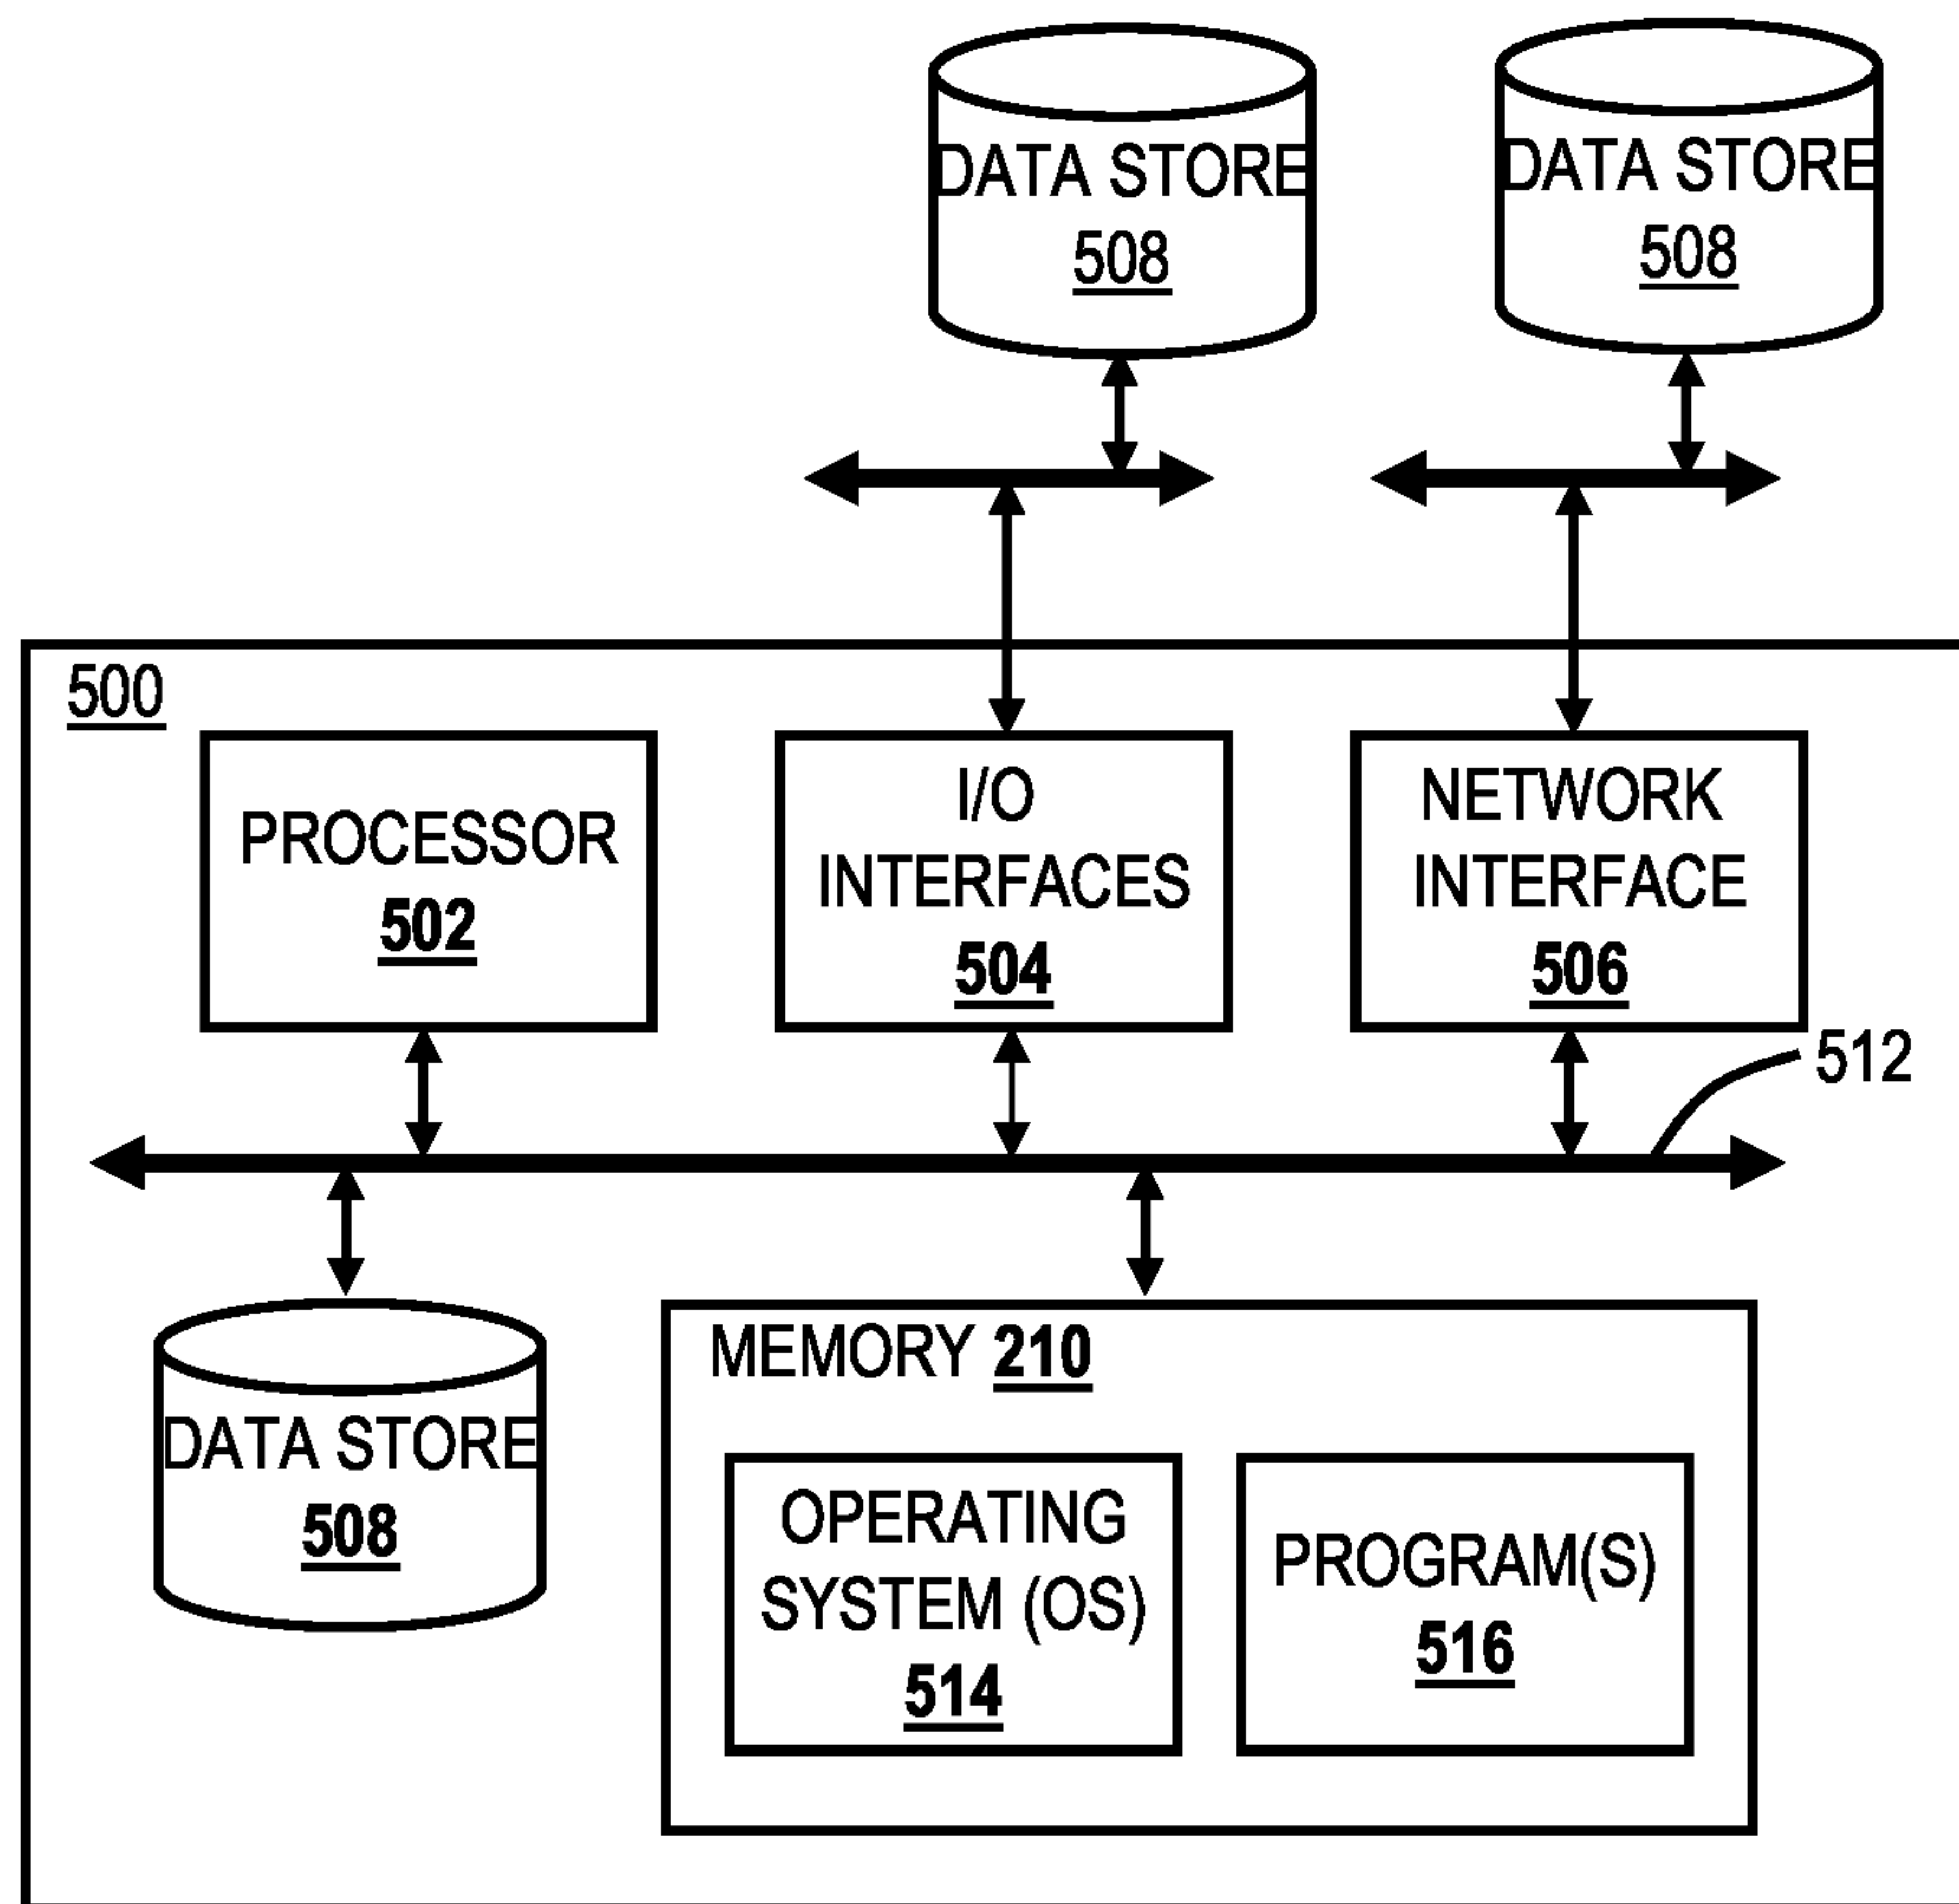 DATA STORE
508
DATA STORE
508
500
PROCESSOR
502
I/O
INTERFACES
504
NETWORK
INTERFACE
506
512
DATA STORE
508
MEMORY 210
OPERATING
SYSTEM (OS)
514
PROGRAM(S)
516